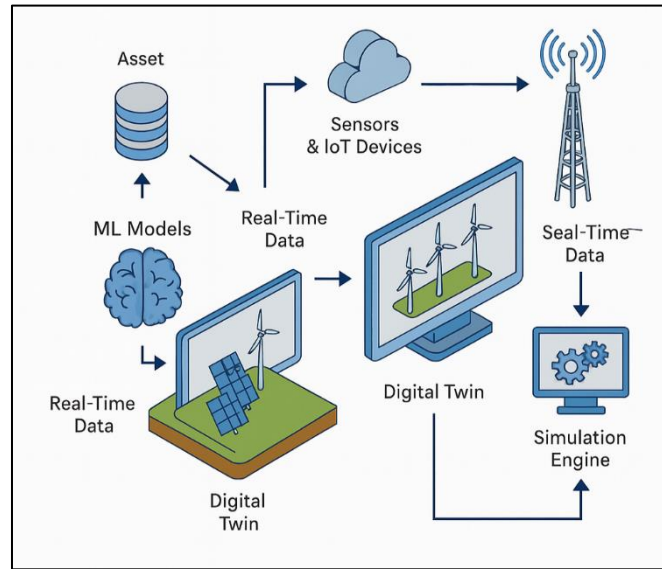 Asset
Sensors
& IoT Devices
Real-Time
Data
ML Models
Seal-Time
Data
Real-Time
Data
Digital Twin
Simulation
Engine
Digital
Twin